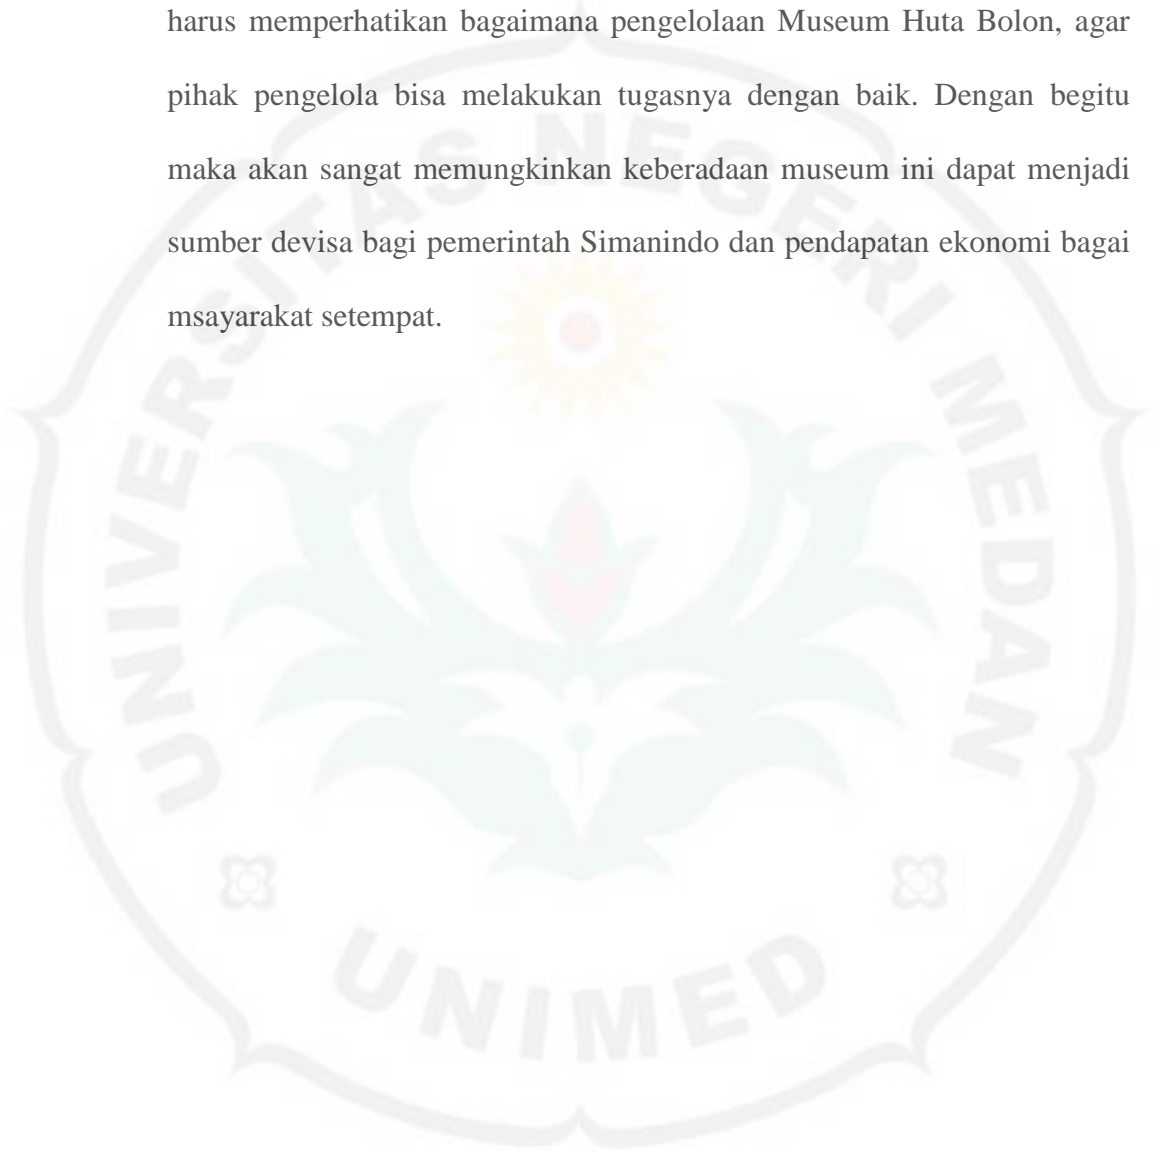 harus memperhatikan bagaimana pengelolaan Museum Huta Bolon, agar
pihak pengelola bisa melakukan tugasnya dengan baik. Dengan begitu
maka akan sangat memungkinkan keberadaan museum ini dapat menjadi
sumber devisa bagi pemerintah Simanindo dan pendapatan ekonomi bagai
msayarakat setempat.
UNIVERSITAS NEGERI MEDAN
UNIMED